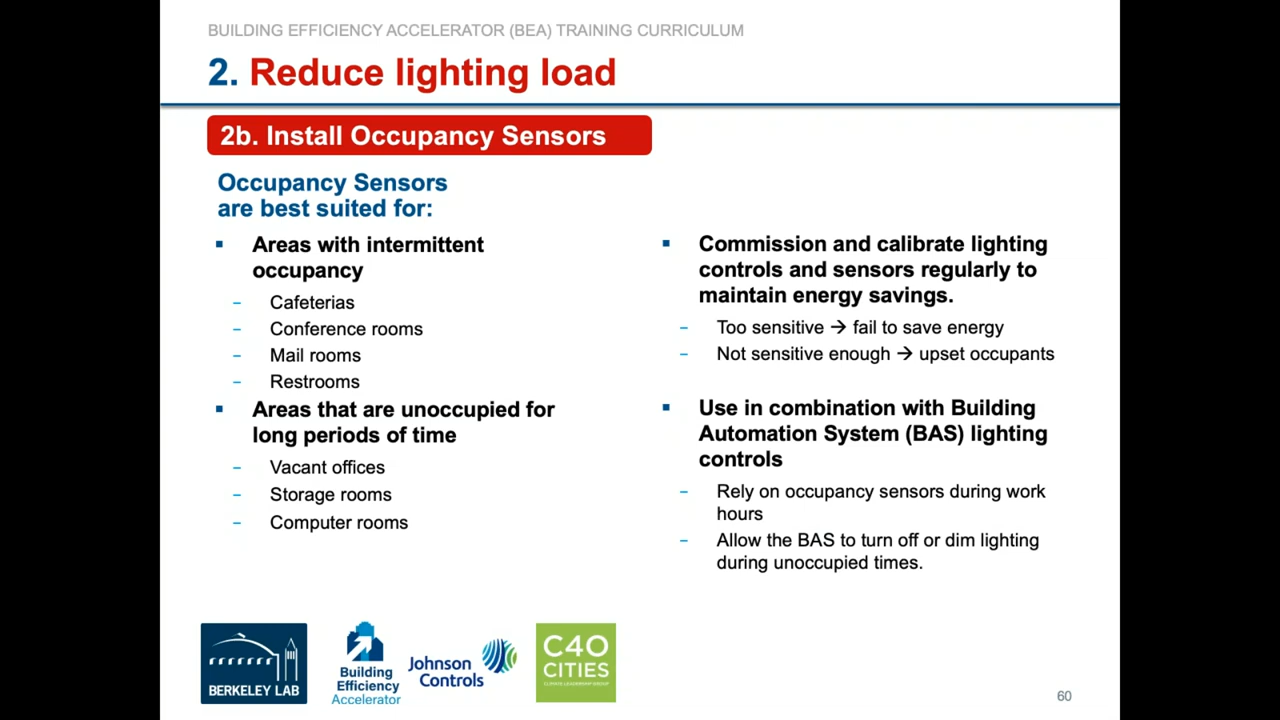 BUILDING EFFICIENCY ACCELERATOR (BEA) TRAINING CURRICULUM
2. Reduce lighting load
2b. Install Occupancy Sensors
Occupancy Sensors
are best suited for:
▪ Areas with intermittent
occupancy
– Cafeterias
– Conference rooms
– Mail rooms
– Restrooms
▪ Areas that are unoccupied for
long periods of time
– Vacant offices
– Storage rooms
– Computer rooms
▪ Commission and calibrate lighting
controls and sensors regularly to
maintain energy savings.
– Too sensitive → fail to save energy
– Not sensitive enough → upset occupants
▪ Use in combination with Building
Automation System (BAS) lighting
controls
– Rely on occupancy sensors during work
hours
– Allow the BAS to turn off or dim lighting
during unoccupied times.
BERKELEY LAB
Building
Efficiency
Accelerator
Johnson
Controls
C40
CITIES
CLIMATE LEADERSHIP GROUP
60